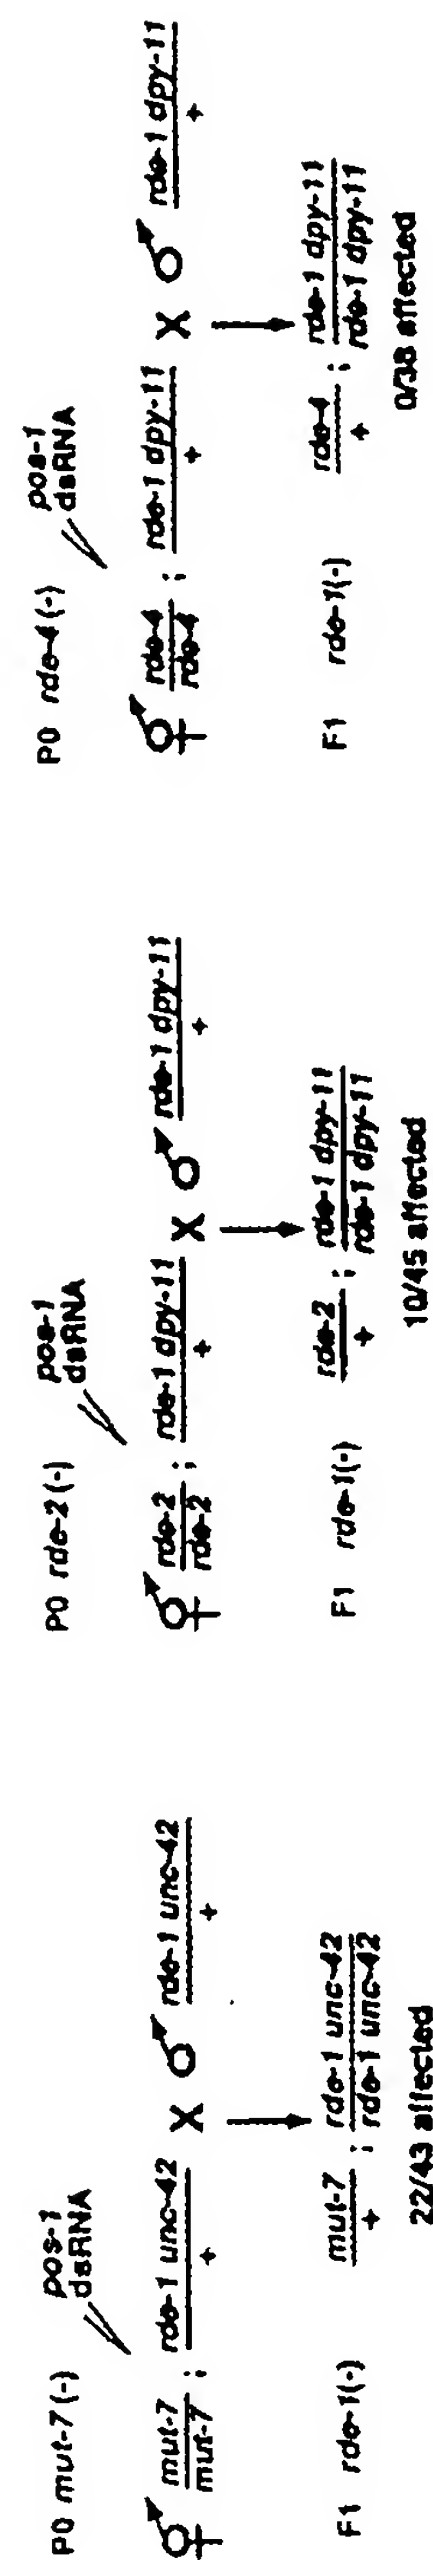 P0 mut-7 (-)
pos-1
dsRNA
mut-7
mut-7
;
rde-1 unc-42
+
X
rde-1 unc-42
+
F1 rde-1(-)
mut-7
+
;
rde-1 unc-42
rde-1 unc-42
22/43 affected
P0 rde-2 (-)
pos-1
dsRNA
rde-2
rde-2
;
rde-1 dpy-11
+
X
rde-1 dpy-11
+
F1 rde-1(-)
rde-2
+
;
rde-1 dpy-11
rde-1 dpy-11
10/45 affected
P0 rde-4 (-)
pos-1
dsRNA
rde-4
rde-4
;
rde-1 dpy-11
+
X
rde-1 dpy-11
+
F1 rde-1(-)
rde-4
+
;
rde-1 dpy-11
rde-1 dpy-11
0/38 affected